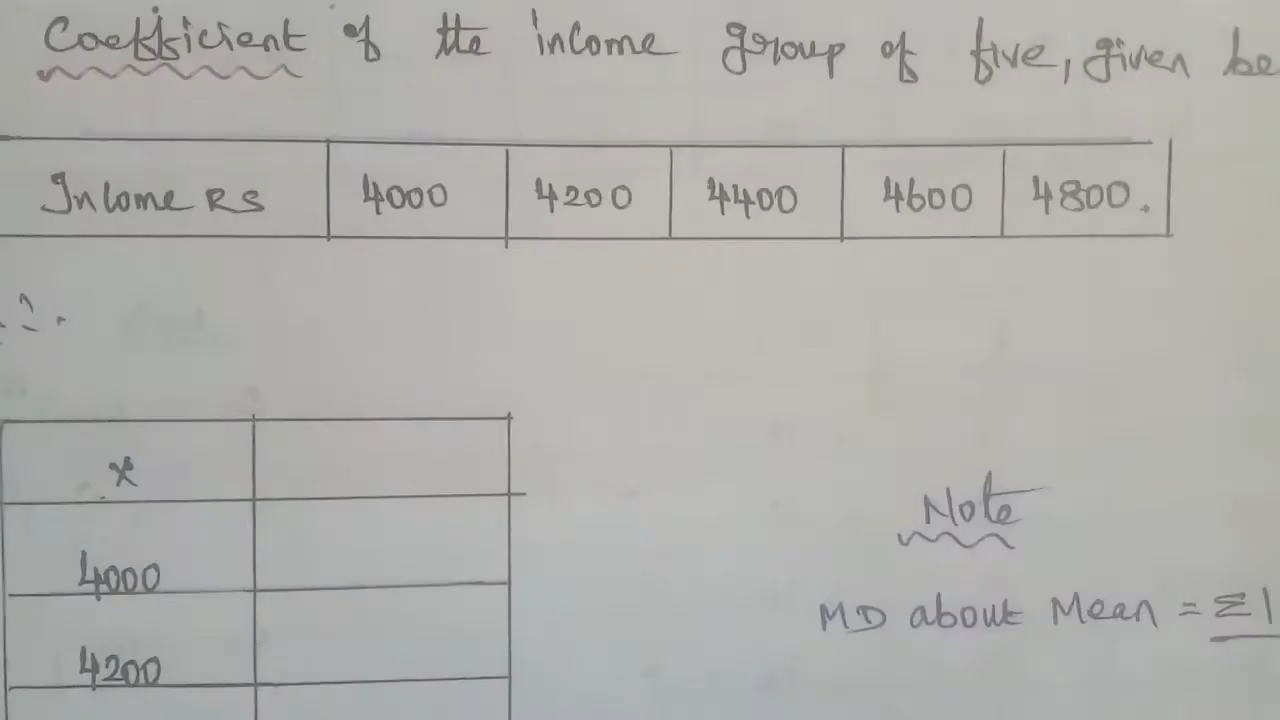 Coefficient of the income group of five, given be
Income RS 4000 4200 4400 4600 4800.
x
4000
4200
Note
MD about Mean = Σ|